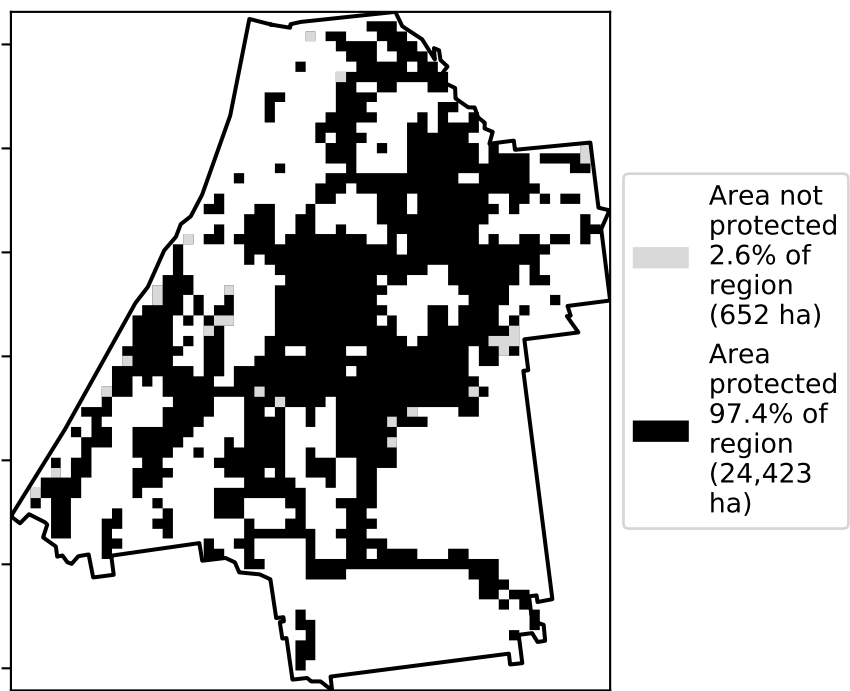 Area not
protected
2.6% of
region
(652 ha)
Area
protected
97.4% of
region
(24,423
ha)